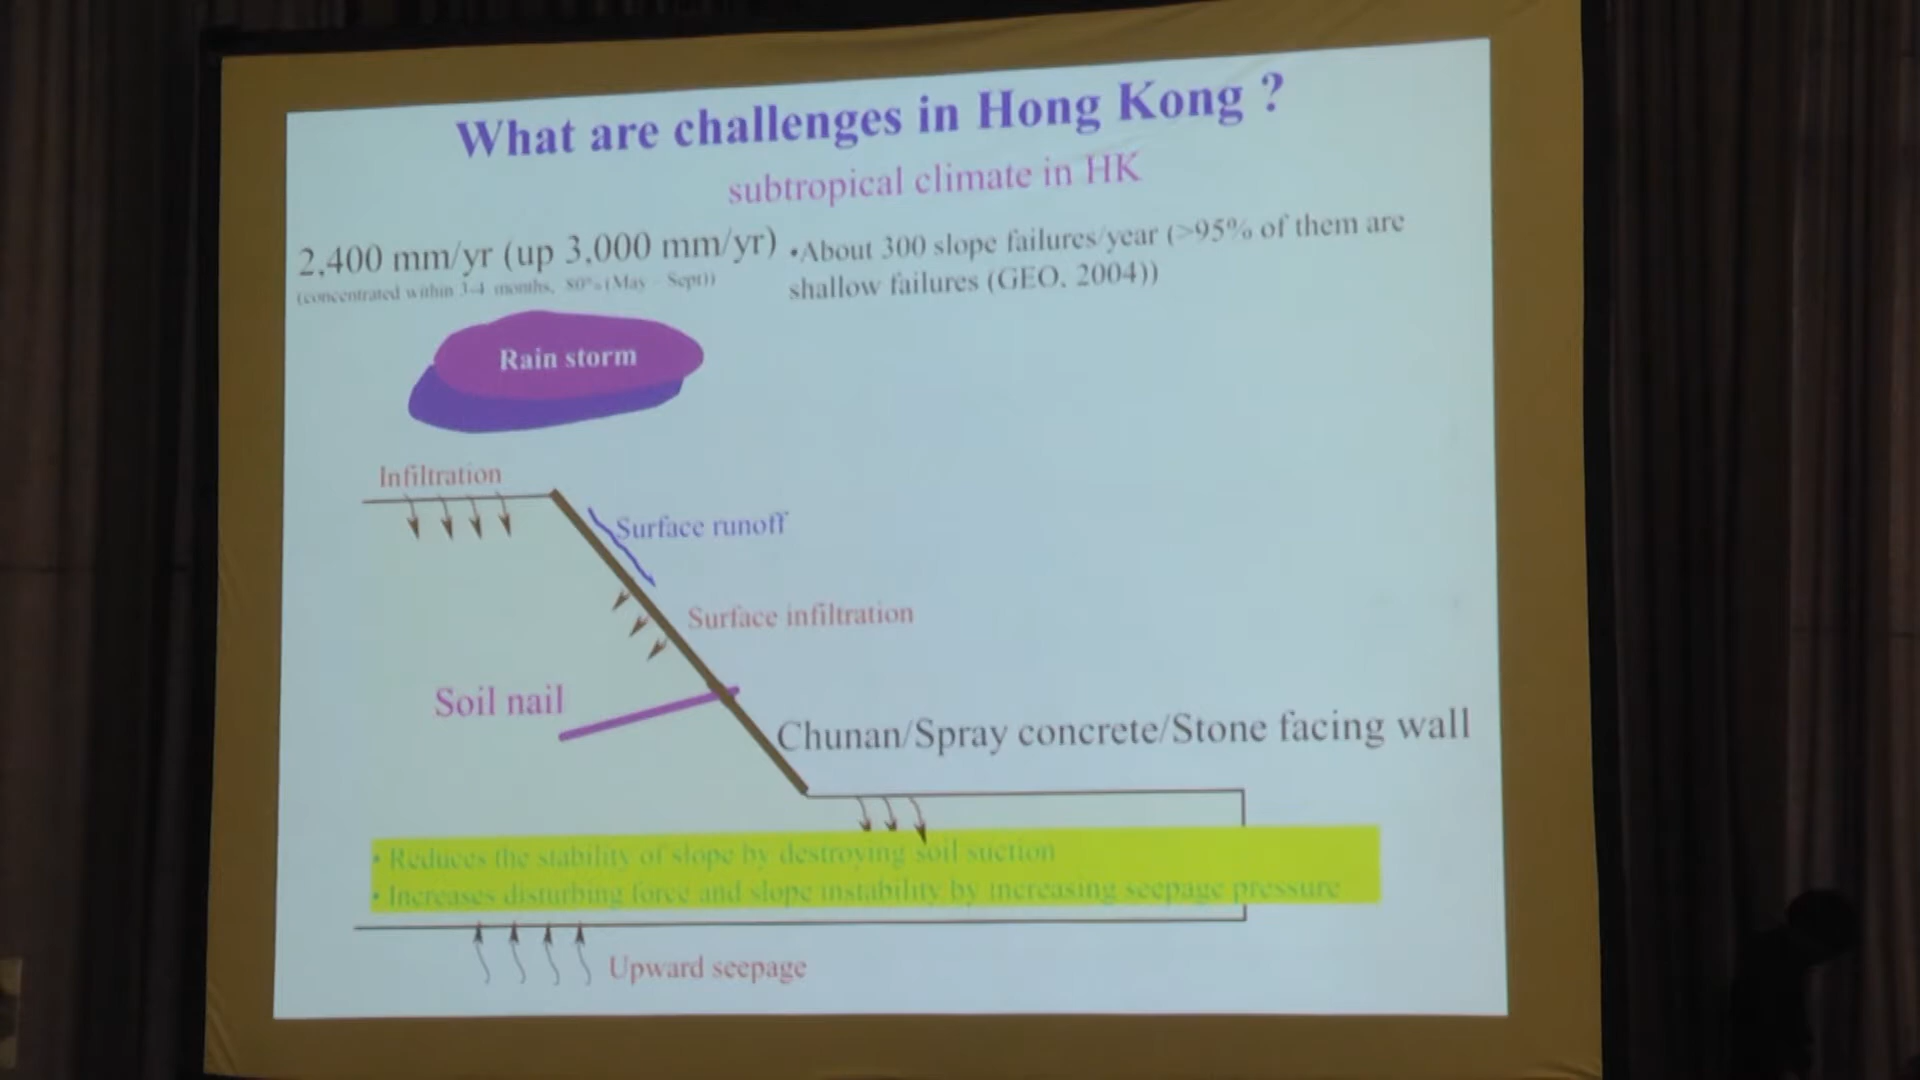 What are challenges in Hong Kong ?
subtropical climate in HK
2,400 mm/yr (up 3,000 mm/yr)
(concentrated within 3-4 months, 80% (May – Sept))
•About 300 slope failures/year (>95% of them are
shallow failures (GEO, 2004))
Rain storm
Infiltration
Surface runoff
Surface infiltration
Soil nail
Chunan/Spray concrete/Stone facing wall
• Reduces the stability of slope by destroying soil suction
• Increases disturbing force and slope instability by increasing seepage pressure
Upward seepage